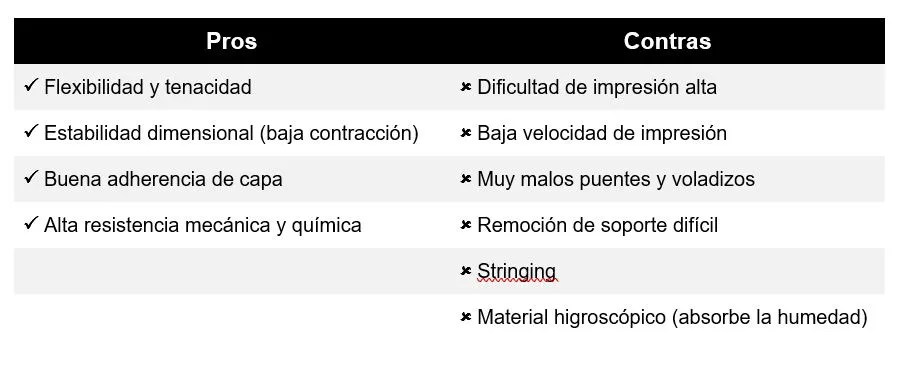 Pros Contras
✓ Flexibilidad y tenacidad × Dificultad de impresión alta
✓ Estabilidad dimensional (baja contracción) × Baja velocidad de impresión
✓ Buena adherencia de capa × Muy malos puentes y voladizos
✓ Alta resistencia mecánica y química × Remoción de soporte difícil
× Stringing
× Material higroscópico (absorbe la humedad)